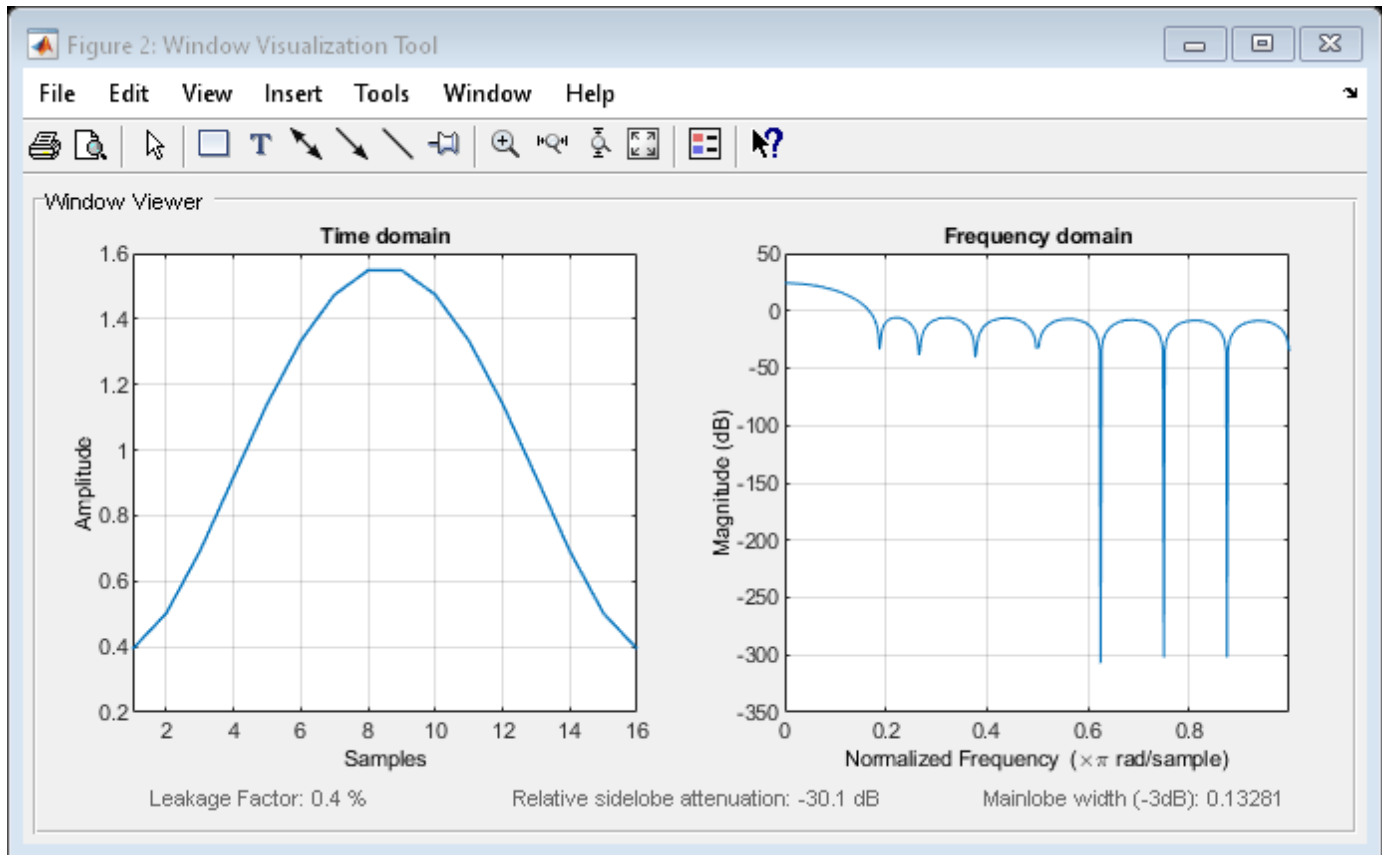 Figure 2: Window Visualization Tool
File Edit View Insert Tools Window Help
T
?
Window Viewer
Time domain
1.6
1.4
1.2
1
0.8
0.6
0.4
0.2
2 4 6 8 10 12 14 16
Amplitude
Samples
Frequency domain
50
0
-50
-100
-150
-200
-250
-300
-350
0 0.2 0.4 0.6 0.8
Magnitude (dB)
Normalized Frequency (×π rad/sample)
Leakage Factor: 0.4 %
Relative sidelobe attenuation: -30.1 dB
Mainlobe width (-3dB): 0.13281